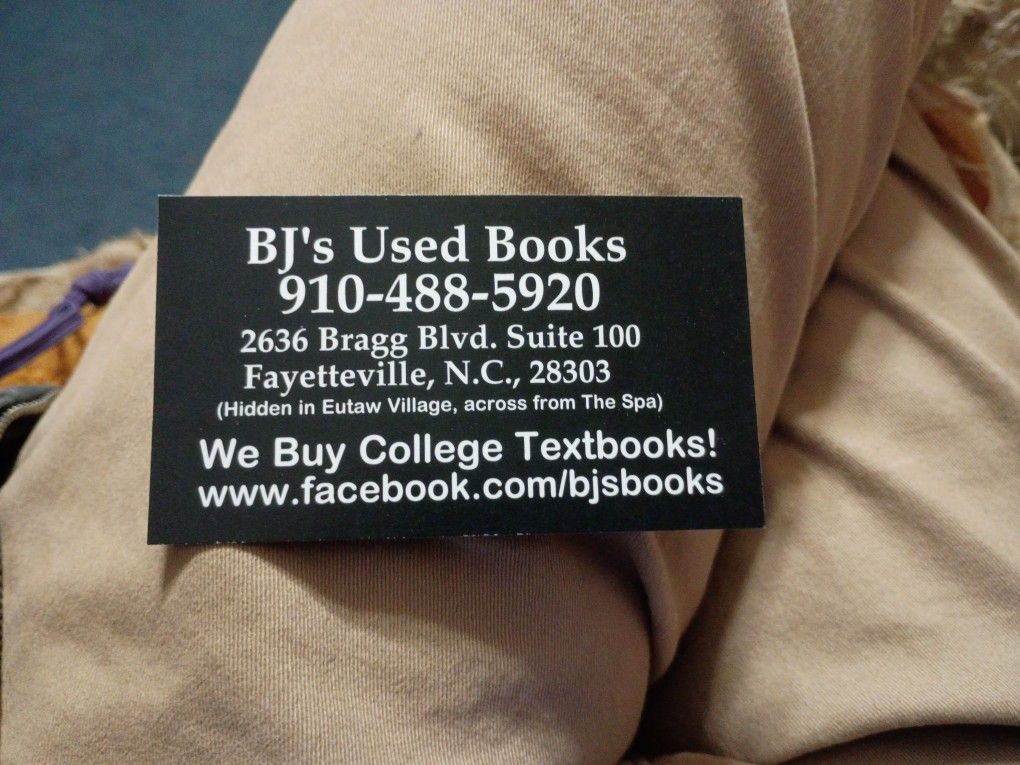 BJ's Used Books
910-488-5920
2636 Bragg Blvd. Suite 100
Fayetteville, N.C., 28303
(Hidden in Eutaw Village, across from The Spa)
We Buy College Textbooks!
www.facebook.com/bjsbooks